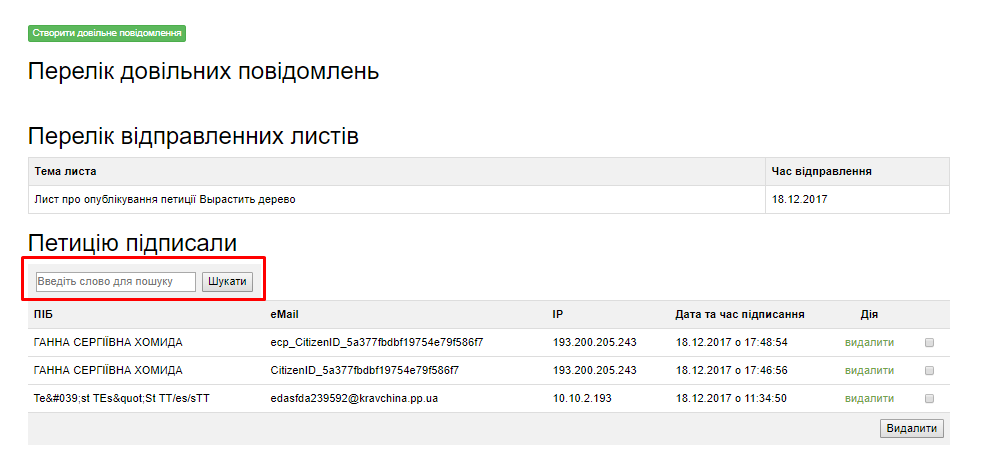 Створити довільне повідомлення
Перелік довільних повідомлень
Перелік відправленних листів
Тема листа Час відправлення
Лист про опублікування петиції Вырастить дерево 18.12.2017
Петицію підписали
Введіть слово для пошуку Шукати
ПІБ eMail IP Дата та час підписання Дія
ГАННА СЕРГІЇВНА ХОМИДА ecp_CitizenID_5a377fbdbf19754e79f586f7 193.200.205.243 18.12.2017 о 17:48:54 видалити
ГАННА СЕРГІЇВНА ХОМИДА CitizenID_5a377fbdbf19754e79f586f7 193.200.205.243 18.12.2017 о 17:46:56 видалити
Te&#039;st TEs&quot;St TT/es/sTT edasfda239592@kravchina.pp.ua 10.10.2.193 18.12.2017 о 11:34:50 видалити
Видалити